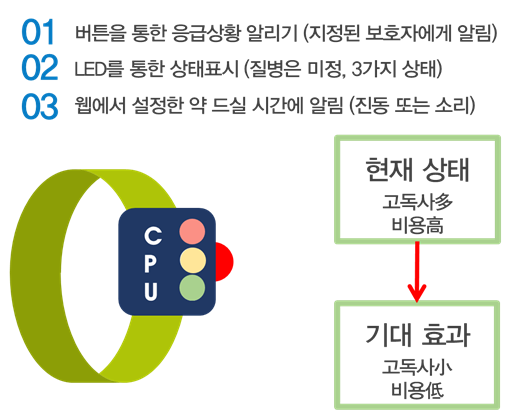 01 버튼을 통한 응급상황 알리기 (지정된 보호자에게 알림)
02 LED를 통한 상태표시 (질병은 미정, 3가지 상태)
03 웹에서 설정한 약 드실 시간에 알림 (진동 또는 소리)
현재 상태
고독사多
비용高
C
P
U
기대 효과
고독사小
비용低